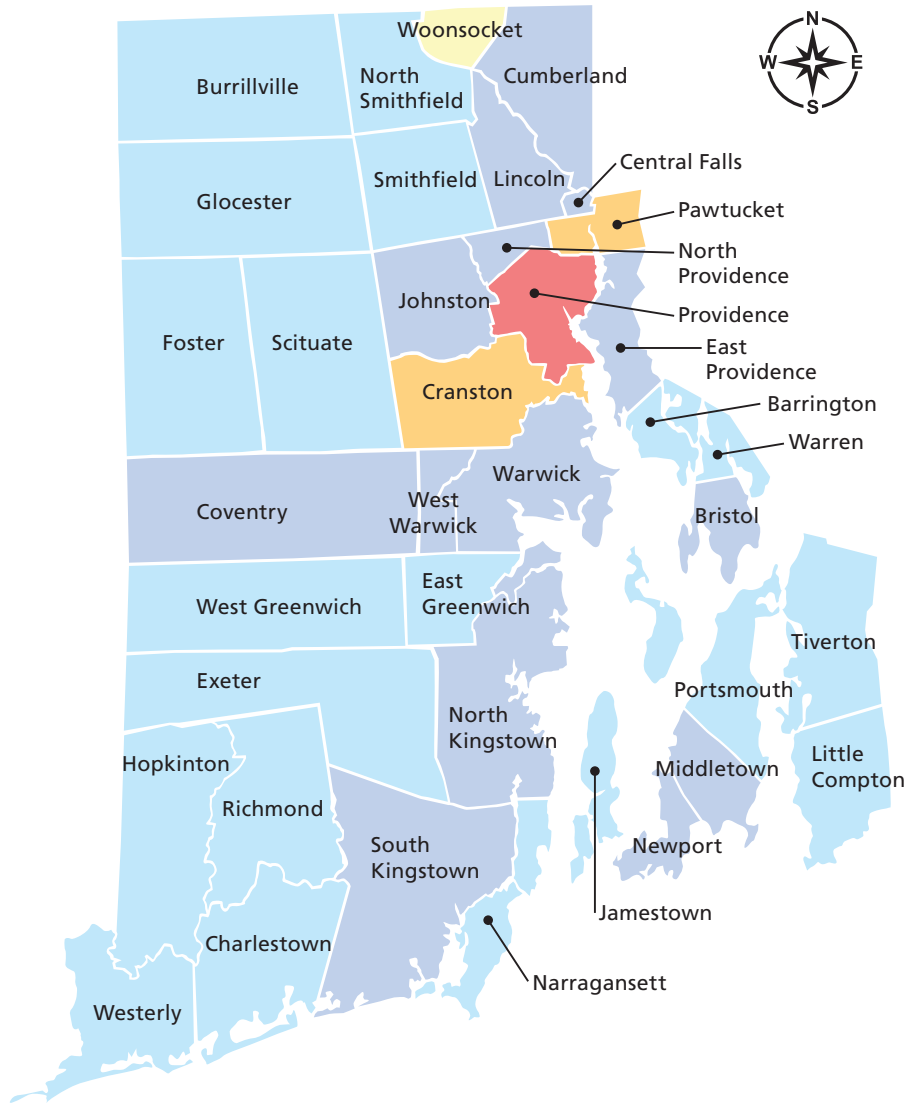 N
W E
S
Woonsocket
Cumberland
Burrillville
North
Smithfield
Central Falls
Smithfield
Lincoln
Glocester
Pawtucket
North
Providence
Johnston
Providence
Foster
Scituate
East
Providence
Cranston
Barrington
Warren
Warwick
Coventry
West
Warwick
Bristol
West Greenwich
East
Greenwich
Tiverton
Exeter
Portsmouth
North
Kingstown
Hopkinton
Middletown
Little
Compton
Richmond
South
Kingstown
Newport
Jamestown
Charlestown
Narragansett
Westerly